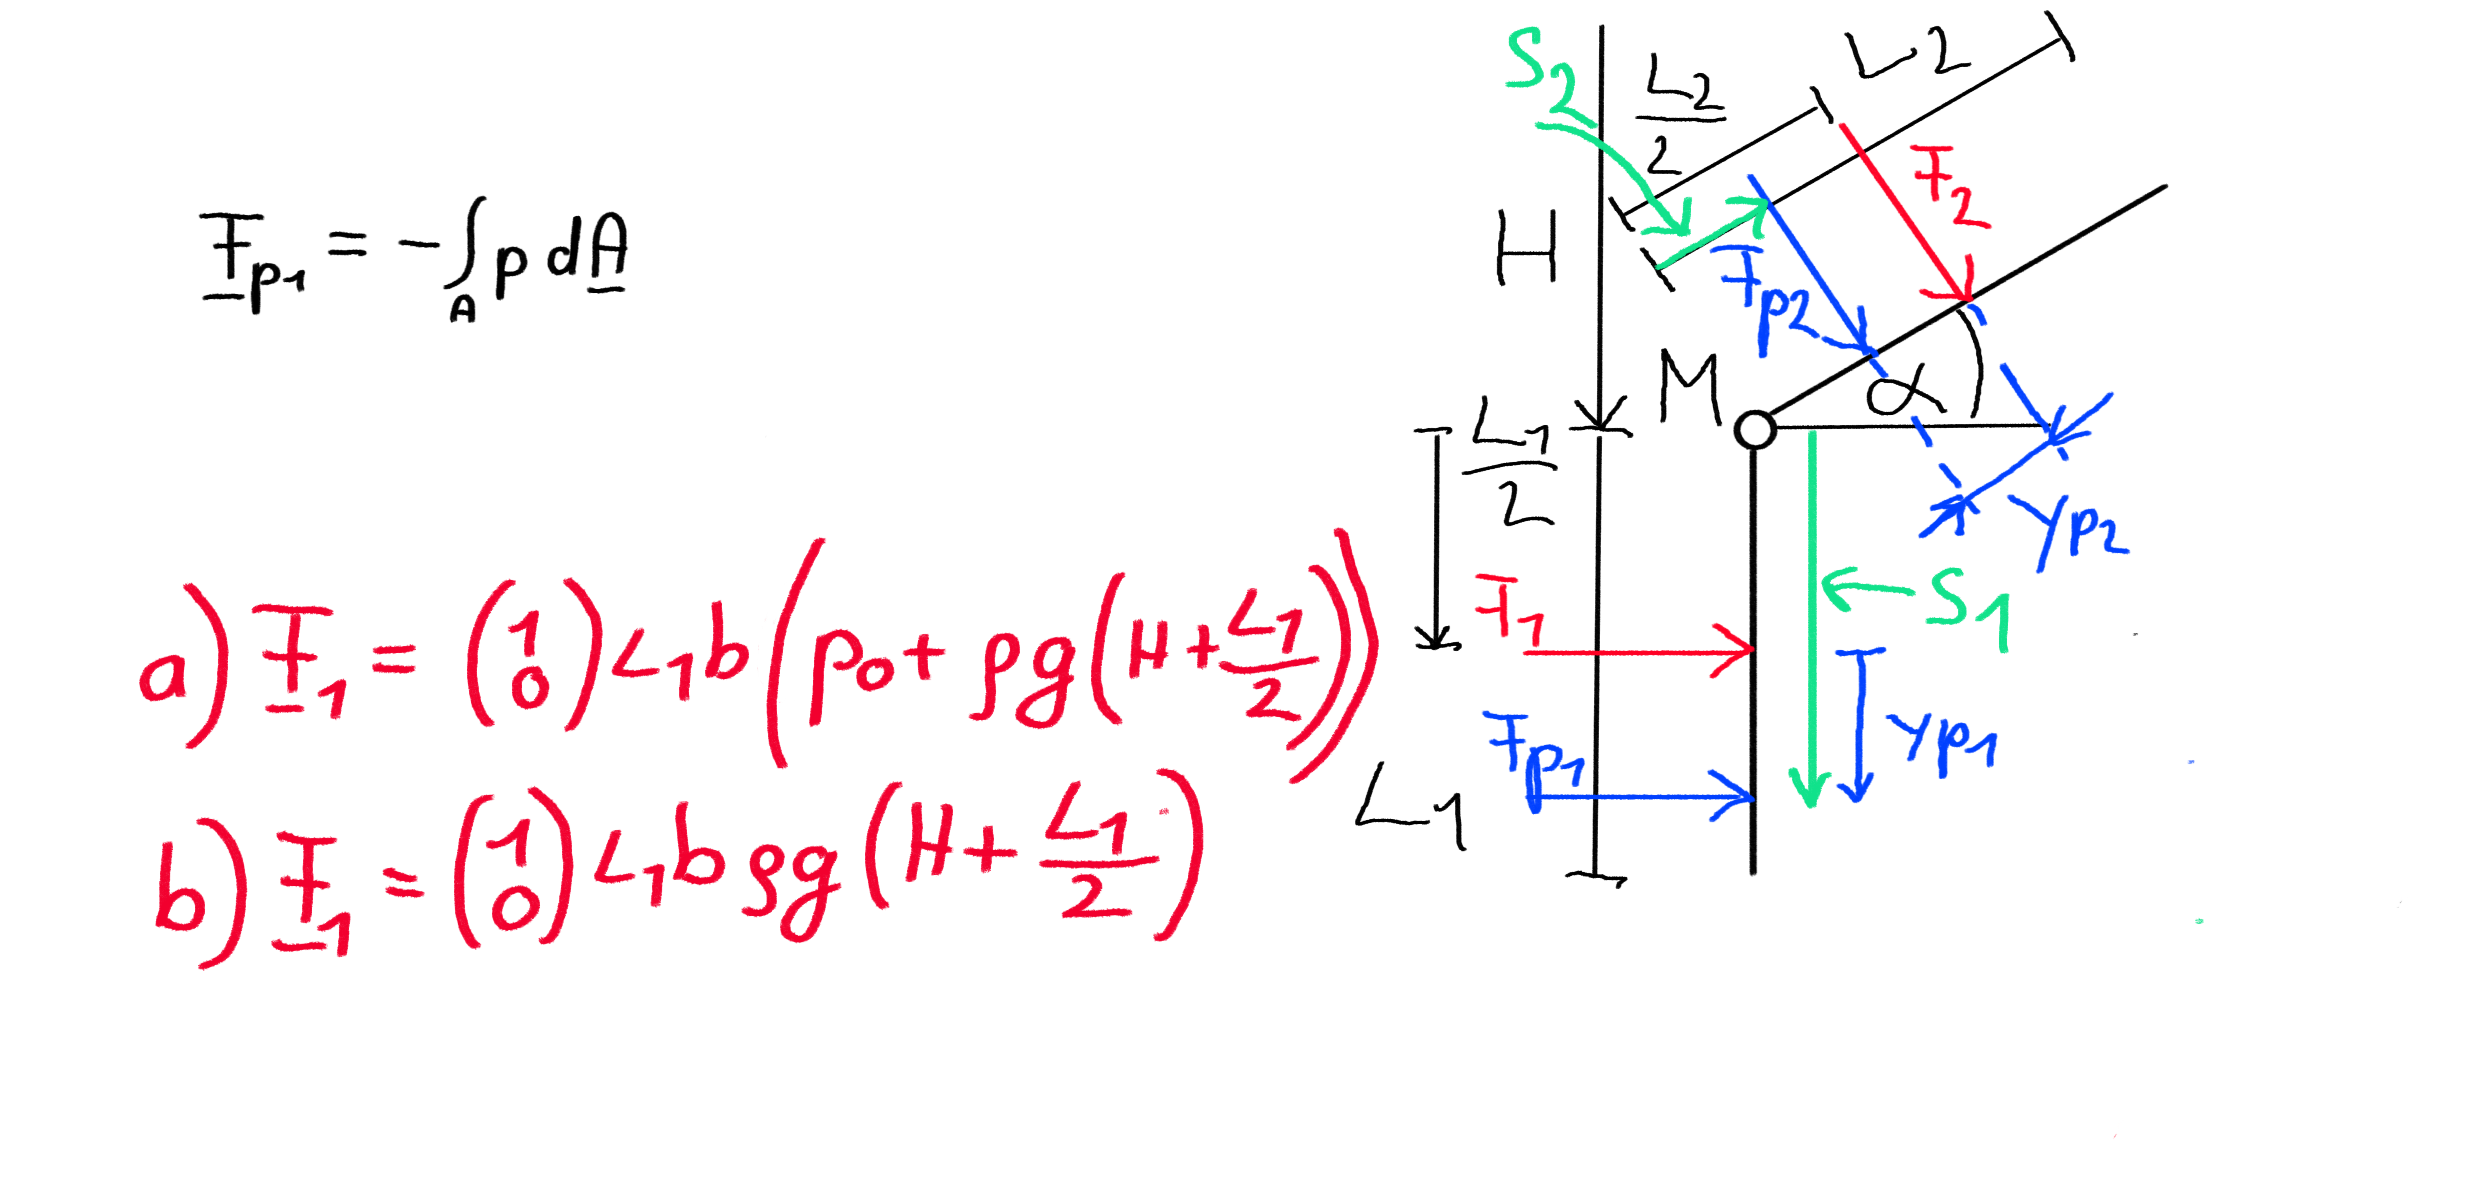 F_p1 = -∫_A p dA
a) F_1 = (1 0) L_1 b (p_0 + ρg (H + L_1/2))
b) F_1 = (1 0) L_1 b ρg (H + L_1/2)
S_2
L_2/2
L_2
F_2
H
F_p2
M
α
L_1/2
y_p2
F_1
S_1
F_p1
y_p1
L_1